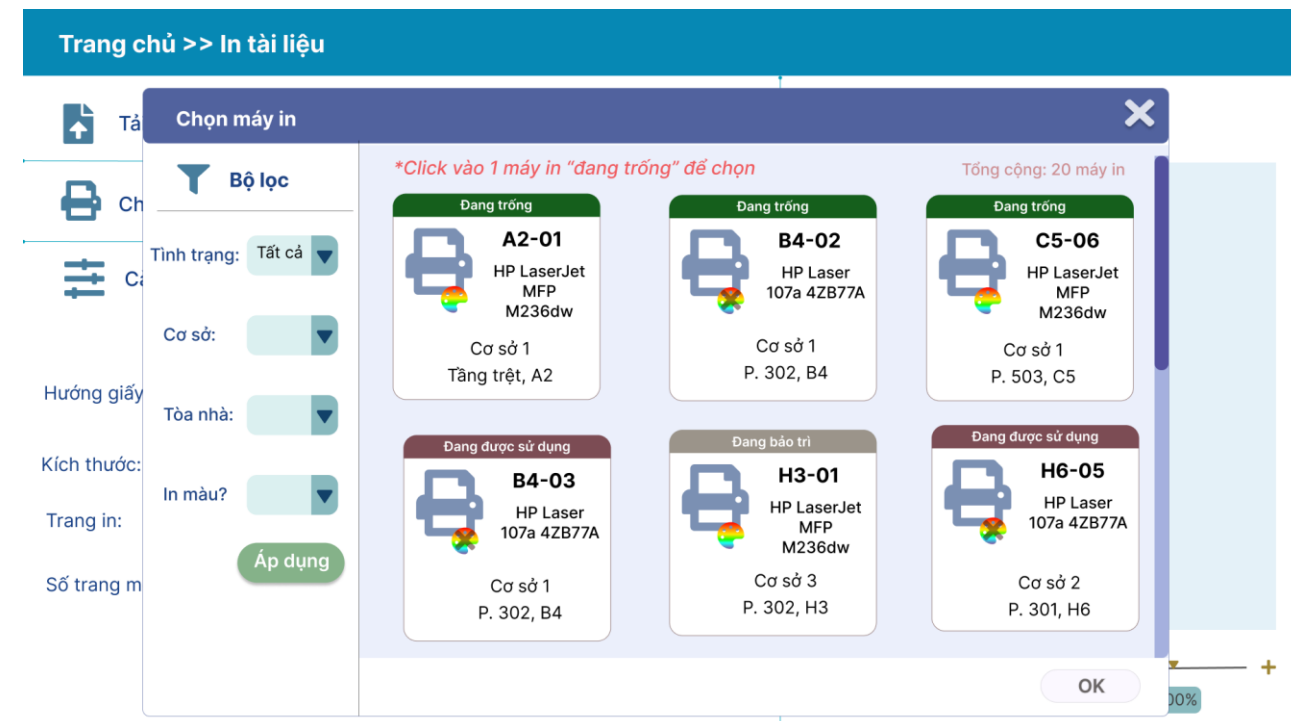 Trang chủ >> In tài liệu
Tả
Ch
Cá
Hướng giấy
Kích thước:
Trang in:
Số trang m
Chọn máy in
Bộ lọc
Tình trạng: Tất cả
Cơ sở:
Tòa nhà:
In màu?
Áp dụng
*Click vào 1 máy in “đang trống” để chọn
Tổng cộng: 20 máy in
Đang trống
A2-01
HP LaserJet
MFP
M236dw
Cơ sở 1
Tầng trệt, A2
Đang trống
B4-02
HP Laser
107a 4ZB77A
Cơ sở 1
P. 302, B4
Đang trống
C5-06
HP LaserJet
MFP
M236dw
Cơ sở 1
P. 503, C5
Đang được sử dụng
B4-03
HP Laser
107a 4ZB77A
Cơ sở 1
P. 302, B4
Đang bảo trì
H3-01
HP LaserJet
MFP
M236dw
Cơ sở 3
P. 302, H3
Đang được sử dụng
H6-05
HP Laser
107a 4ZB77A
Cơ sở 2
P. 301, H6
OK
00%